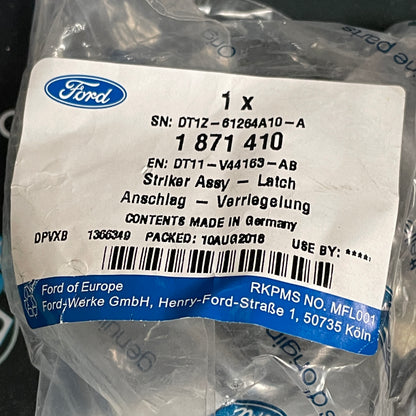 Ford
1 x
SN: DT1Z-61264A10-A
1 871 410
EN: DT11-V44163-AB
Striker Assy – Latch
Anschlag – Verriegelung
CONTENTS MADE IN Germany
DPVXB 1366349 PACKED: 10AUG2018 USE BY: *****
Ford of Europe RKPMS NO. MFL001
Ford-Werke GmbH, Henry-Ford-Straße 1, 50735 Köln
genuine